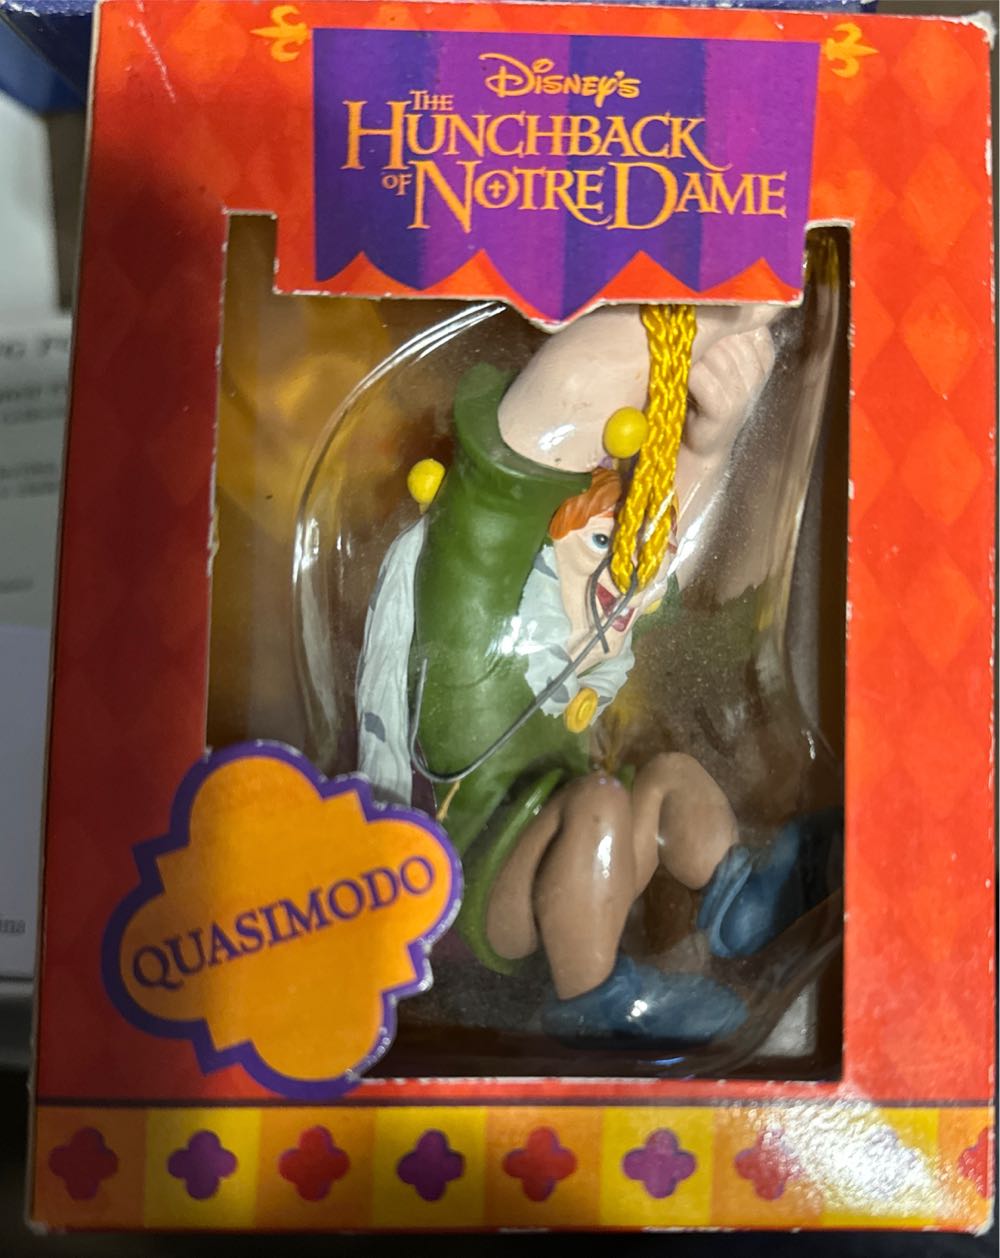 DISNEY'S
THE
HUNCHBACK
OF NOTRE DAME
QUASIMODO